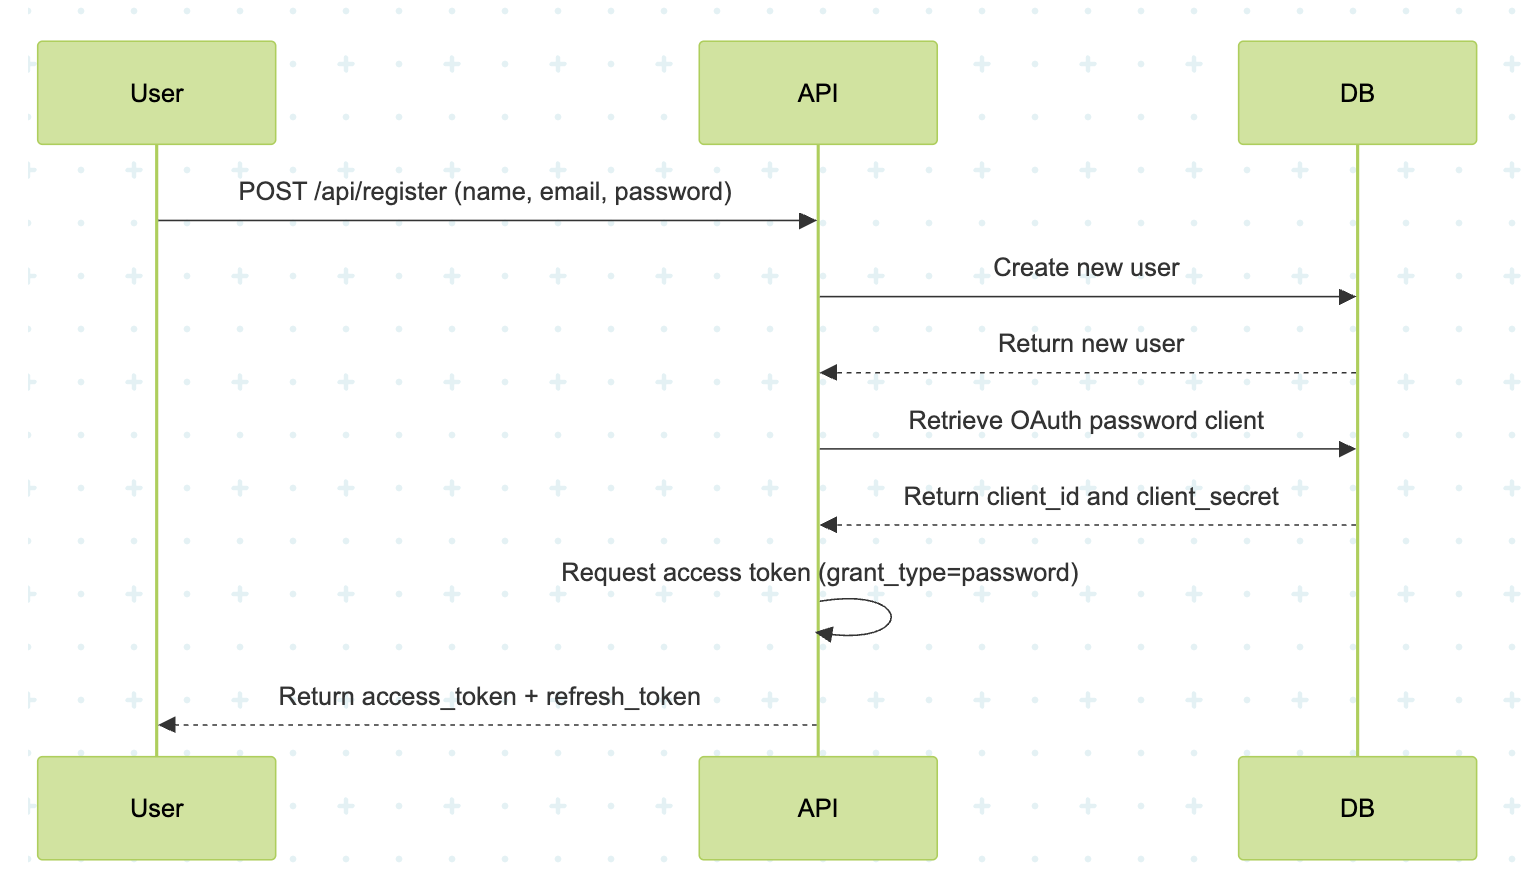 User
API
DB
POST /api/register (name, email, password)
Create new user
Return new user
Retrieve OAuth password client
Return client_id and client_secret
Request access token (grant_type=password)
Return access_token + refresh_token
User
API
DB